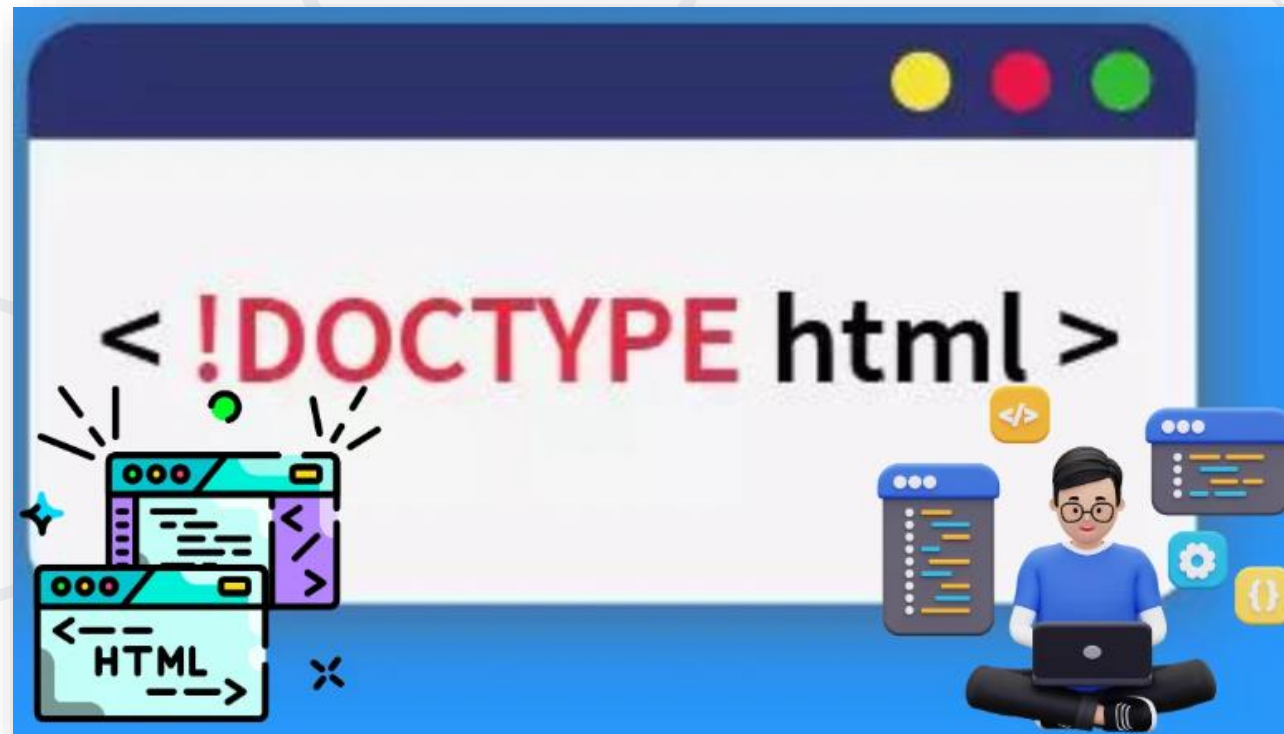 < !DOCTYPE html >
</>
< / >
{}
<--
HTML
-->